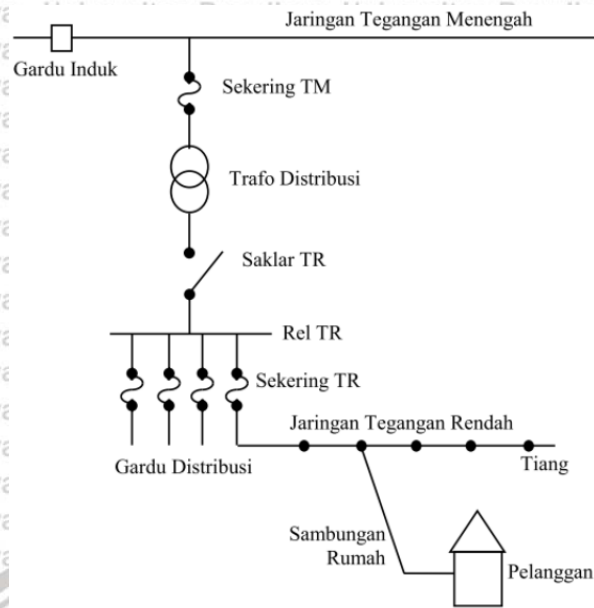 Jaringan Tegangan Menengah
Gardu Induk
Sekering TM
Trafo Distribusi
Saklar TR
Rel TR
Sekering TR
Jaringan Tegangan Rendah
Gardu Distribusi
Tiang
Sambungan
Rumah
Pelanggan